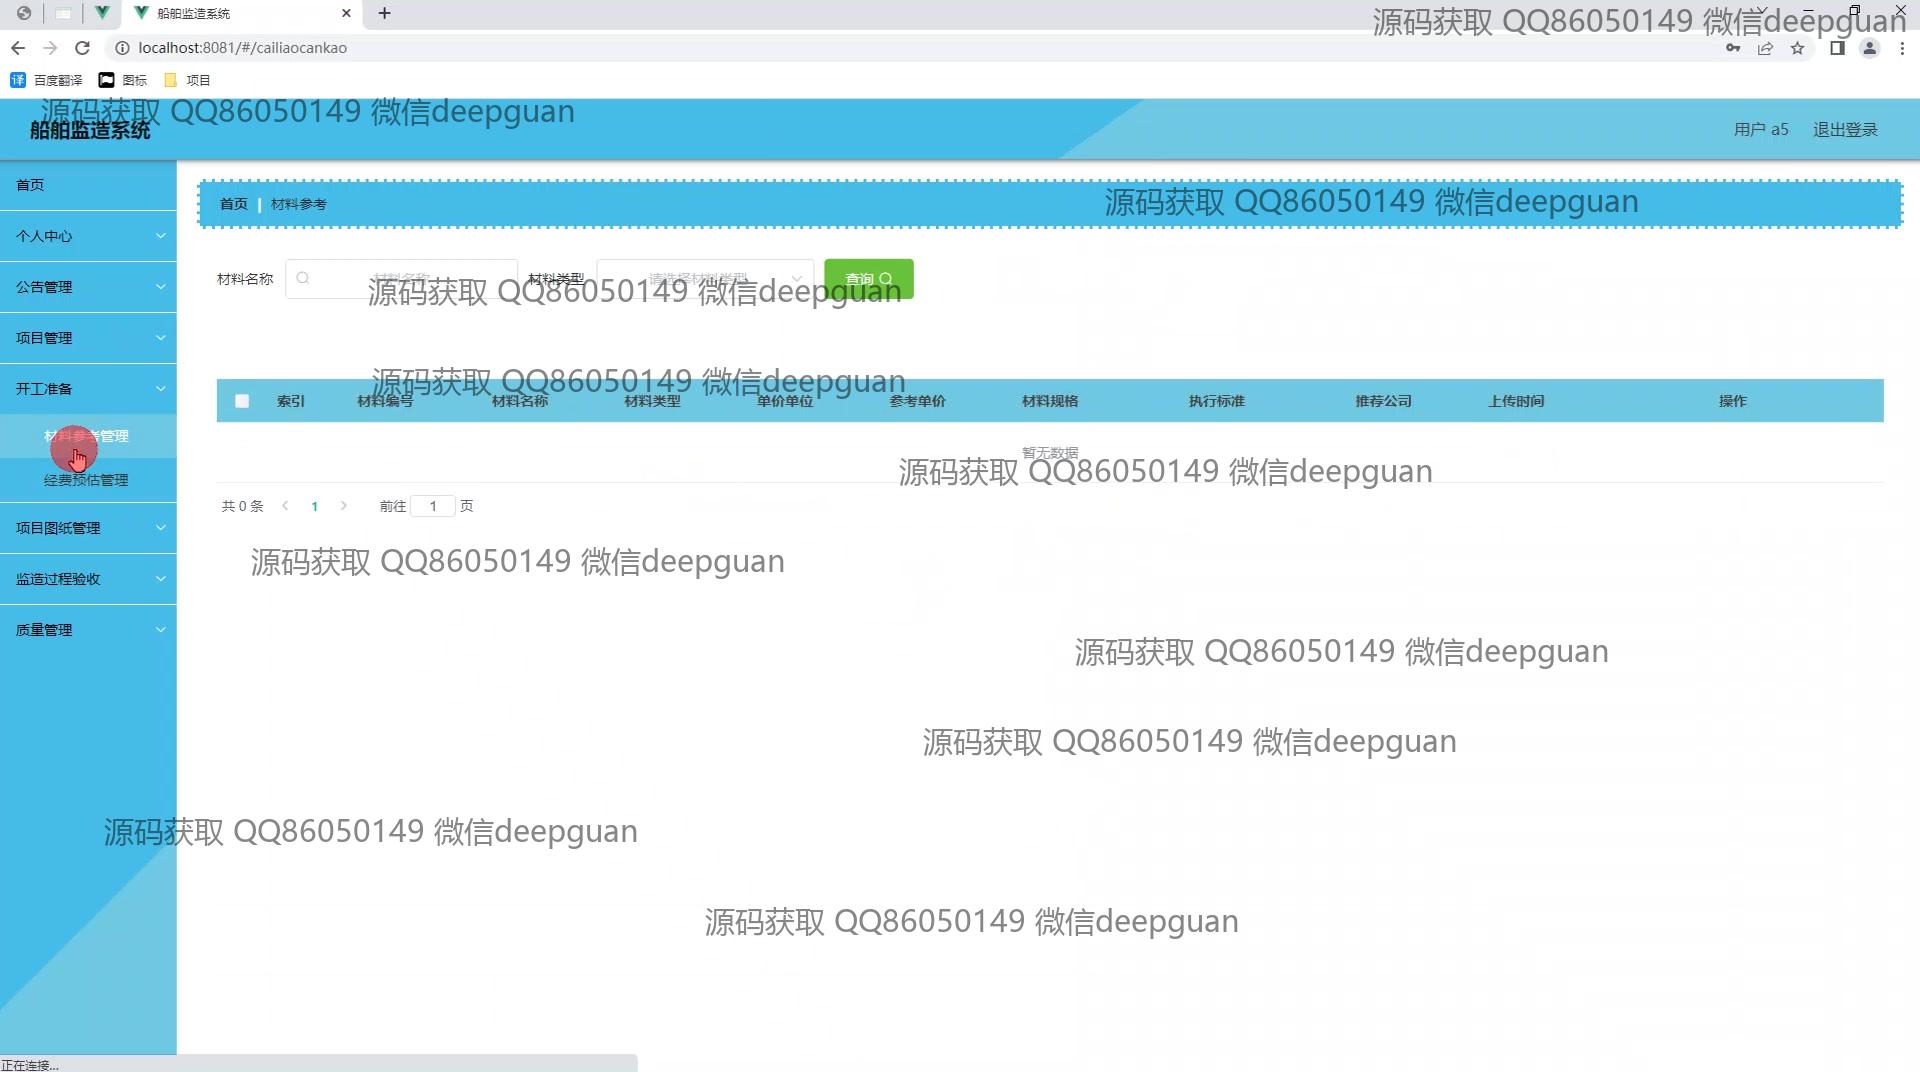 船舶监造系统
源码获取 QQ86050149 微信deepguan
localhost:8081/#/cailiaocankao
百度翻译 图标 项目
源码获取 QQ86050149 微信deepguan
船舶监造系统
用户 a5 退出登录
首页
个人中心
公告管理
项目管理
开工准备
材料参考管理
经费预估管理
项目图纸管理
监造过程验收
质量管理
首页 | 材料参考
源码获取 QQ86050149 微信deepguan
材料名称 材料名称 材料类型 请选择材料类型 查询
源码获取 QQ86050149 微信deepguan
源码获取 QQ86050149 微信deepguan
索引 材料编号 材料名称 材料类型 单价单位 参考单价 材料规格 执行标准 推荐公司 上传时间 操作
暂无数据
源码获取 QQ86050149 微信deepguan
共 0 条 1 前往 1 页
源码获取 QQ86050149 微信deepguan
源码获取 QQ86050149 微信deepguan
源码获取 QQ86050149 微信deepguan
源码获取 QQ86050149 微信deepguan
源码获取 QQ86050149 微信deepguan
正在连接...